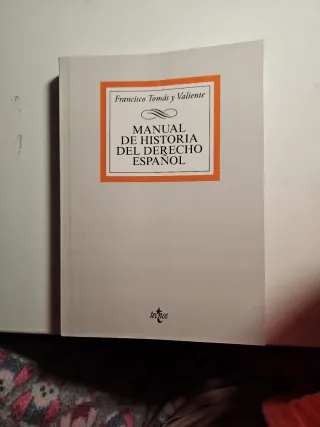 Francisco Tomás y Valiente
MANUAL
DE HISTORIA
DEL DERECHO
ESPAÑOL
tecnos